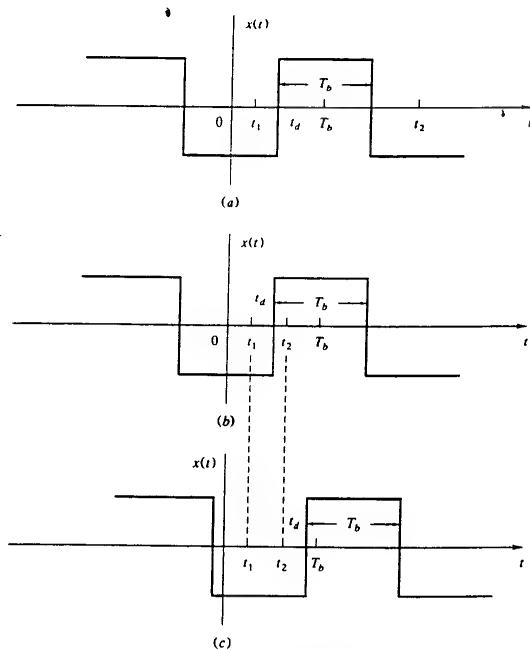 x(t)
T_b
0 t_1 t_d T_b t_2 t
(a)
x(t)
t_d T_b
0 t_1 t_2 T_b t
(b)
x(t)
t_d T_b
t_1 t_2 T_b t
(c)